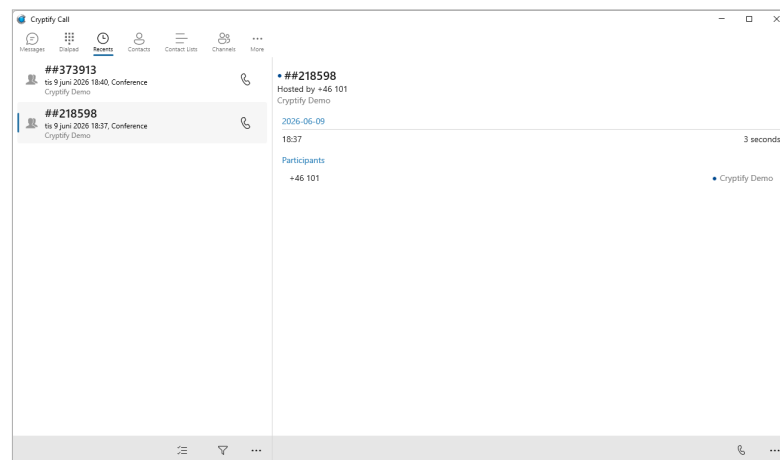 Cryptify Call
Messages Dialpad Recents Contacts Contact Lists Channels More
##373913
tis 9 juni 2026 18:40, Conference
Cryptify Demo
##218598
tis 9 juni 2026 18:37, Conference
Cryptify Demo
##218598
Hosted by +46 101
Cryptify Demo
2026-06-09
18:37 3 seconds
Participants
+46 101 Cryptify Demo